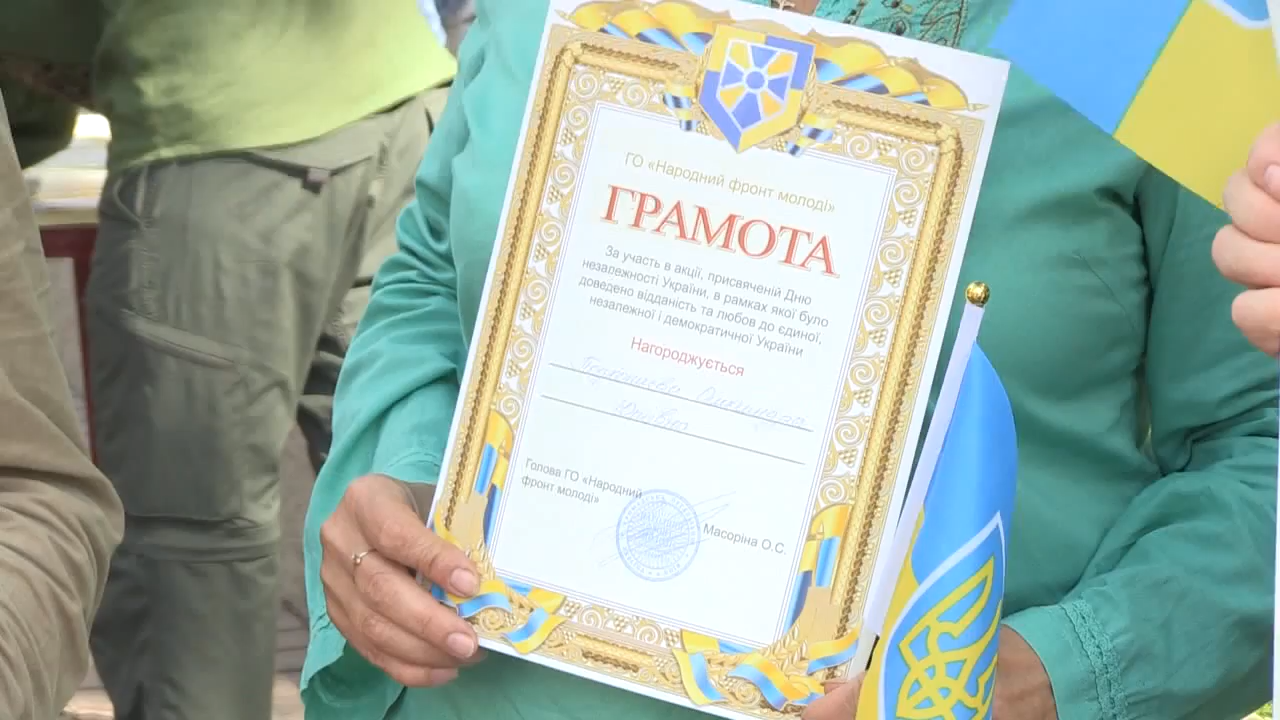 ГО «Народний фронт молоді»
ГРАМОТА
За участь в акції, присвяченій Дню
незалежності України, в рамках якої було
доведено відданість та любов до єдиної,
незалежної і демократичної України
Нагороджується
Голова ГО «Народний
фронт молоді»
Масоріна О.С.